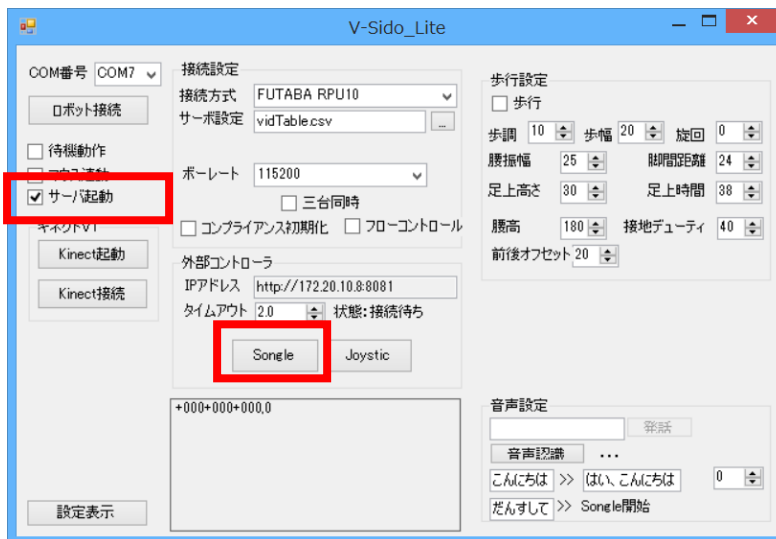 V-Sido_Lite
COM番号 COM7
ロボット接続
待機動作
サーバ起動
キネクトV1
Kinect起動
Kinect接続
設定表示
接続設定
接続方式 FUTABA RPU10
サーボ設定 vidTable.csv ...
ボーレート 115200
三台同時
コンプライアンス初期化 フローコントロール
外部コントローラ
IPアドレス http://172.20.10.8:8081
タイムアウト 2.0 状態:接続待ち
Songle Joystic
+000+000+000,0
歩行設定
歩行
歩調 10 歩幅 20 旋回 0
腰振幅 25 脚間距離 24
足上高さ 30 足上時間 38
腰高 180 接地デューティ 40
前後オフセット 20
音声設定
発話
音声認識 ...
こんにちは >> はい、こんにちは 0
だんすして >> Songle開始